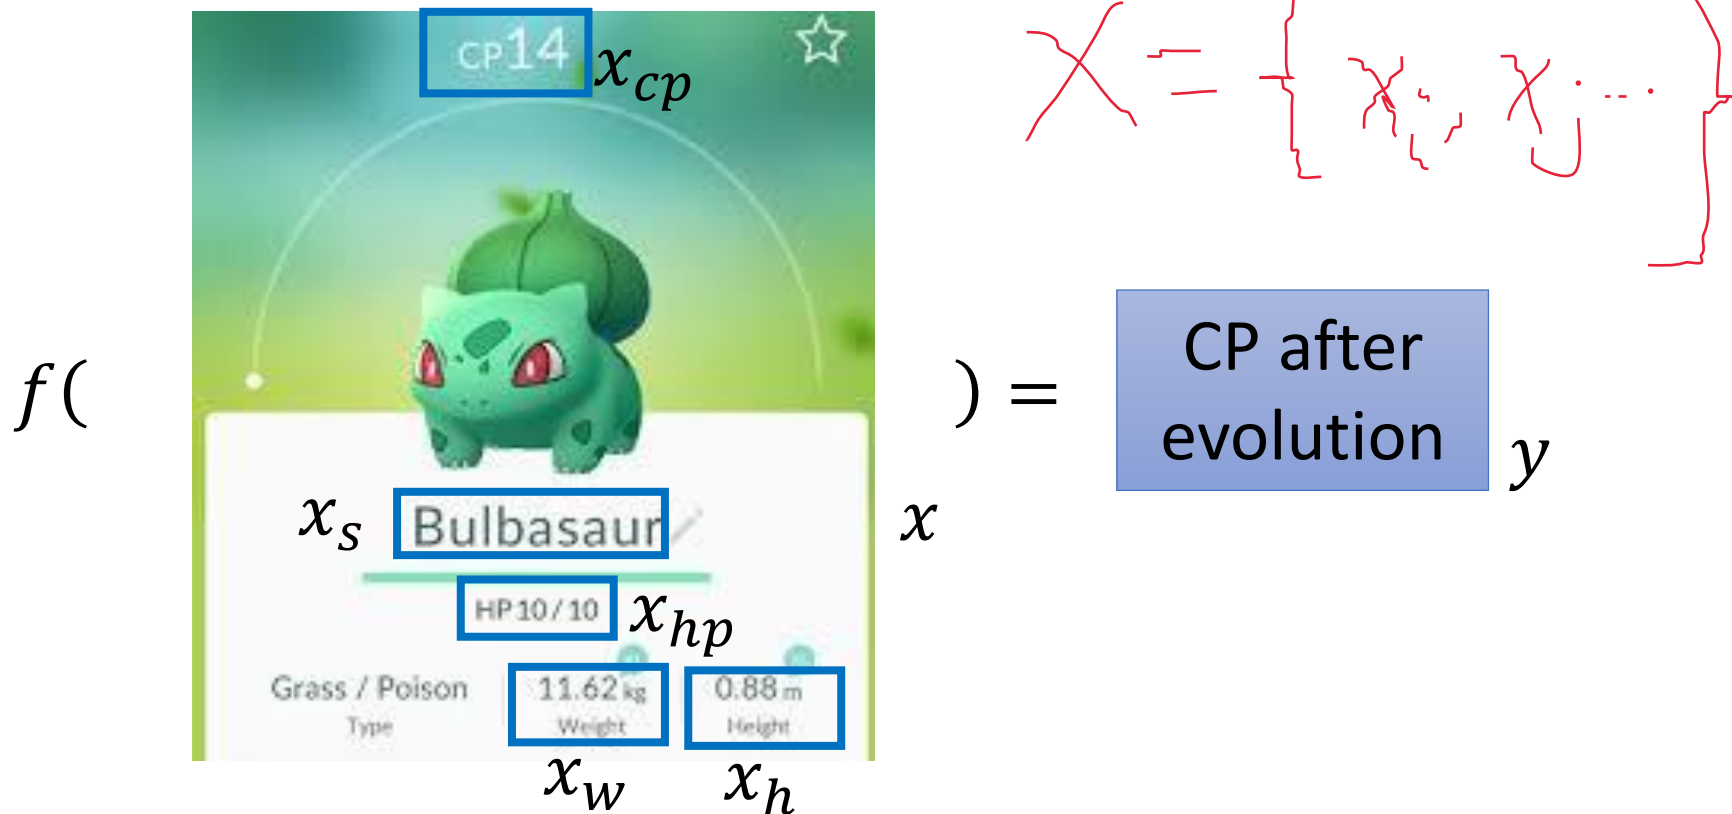 CP14
x_cp
X = { x_i, x_j ... }
f(
) =
CP after
evolution
y
x_s
Bulbasaur
x
HP 10 / 10
x_hp
Grass / Poison
11.62 kg
0.88 m
Type
Weight
Height
x_w
x_h